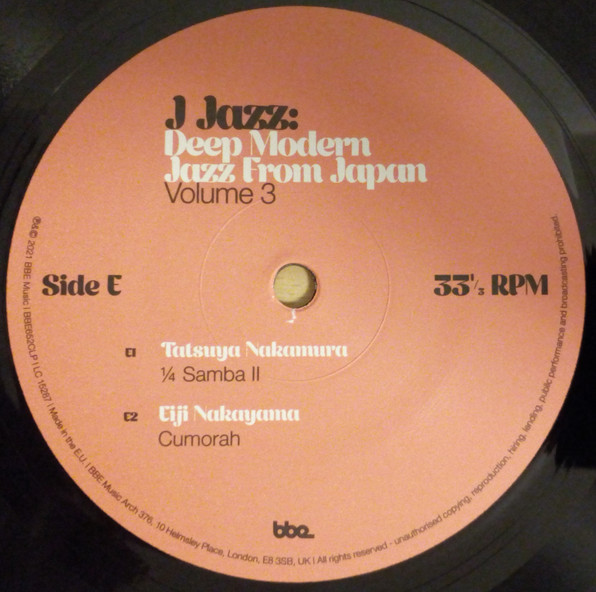 J Jazz:
Deep Modern
Jazz From Japan
Volume 3
Side E
33⅓ RPM
E1 Tatsuya Nakamura
¼ Samba II
E2 Eiji Nakayama
Cumorah
bbe
℗&© 2021 BBE Music | BBE652CLP | LC 15287 | Made in the E.U. | BBE Music Arch 376, 10 Helmsley Place, London, E8 3SB, UK | All rights reserved - unauthorised copying, reproduction, hiring, lending, public performance and broadcasting prohibited.